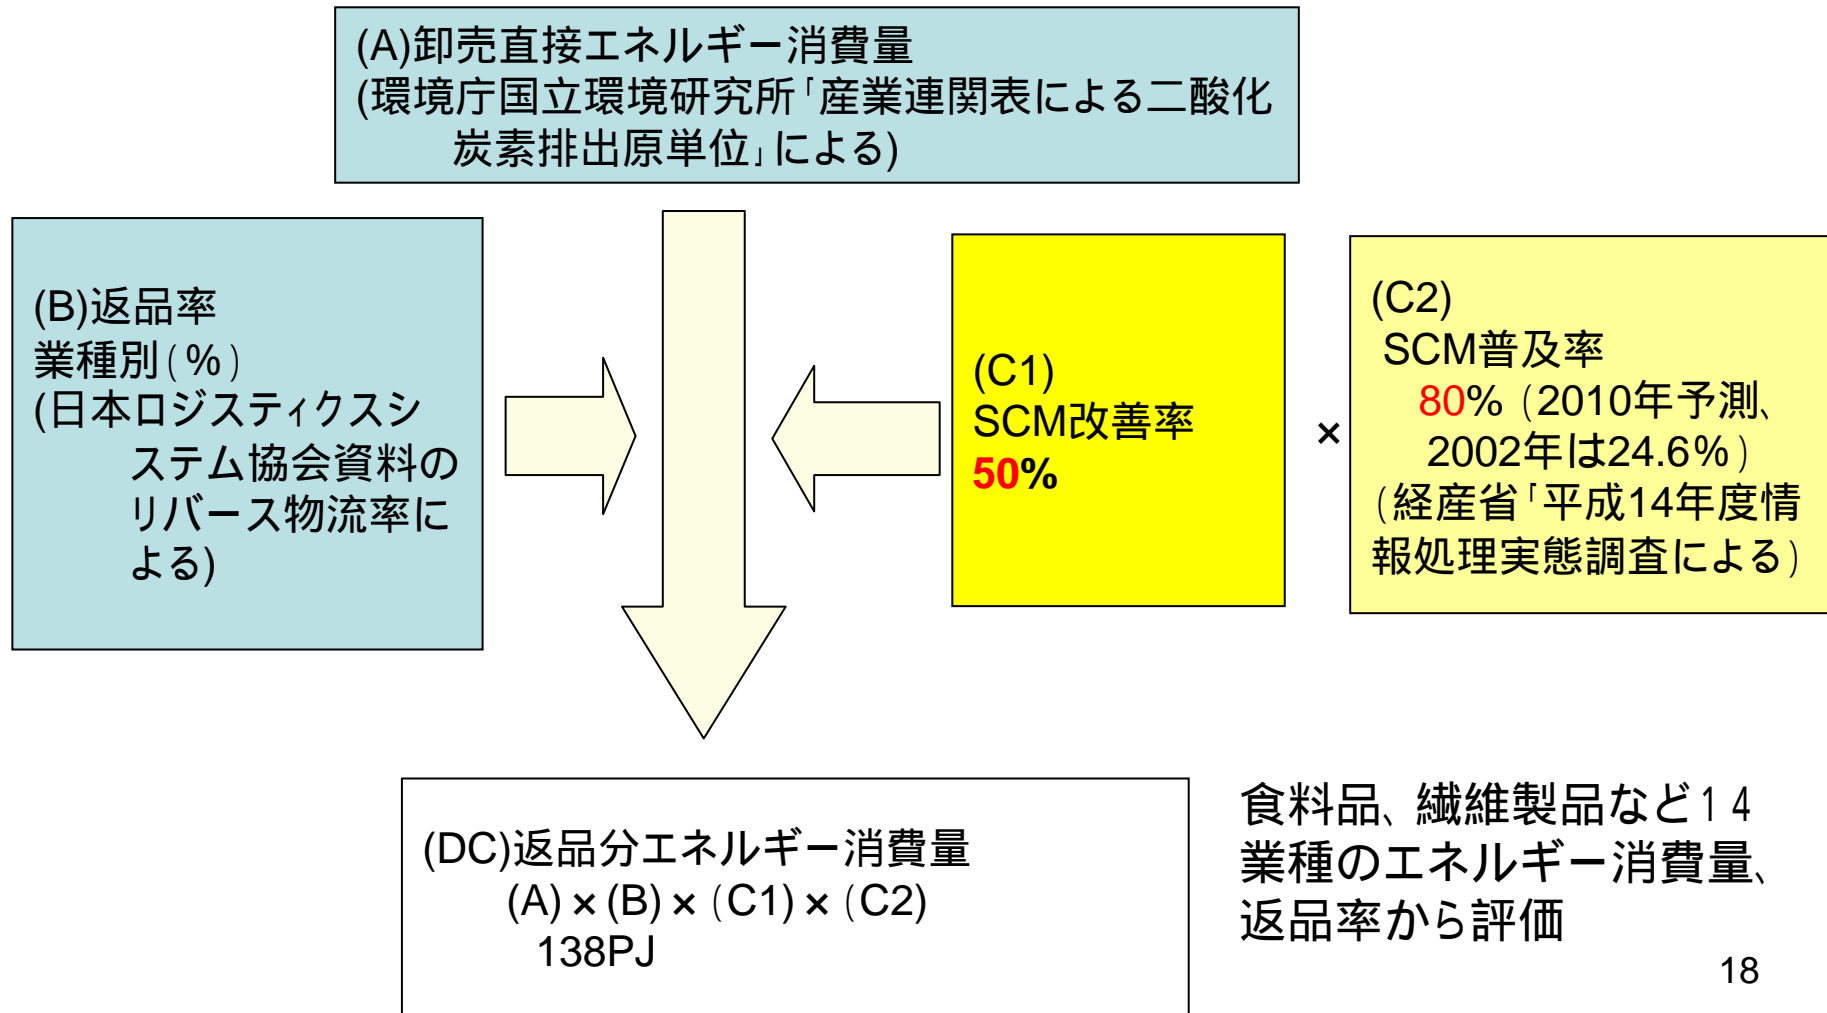 (A)卸売直接エネルギー消費量
(環境庁国立環境研究所「産業連関表による二酸化
炭素排出原単位」による)
(B)返品率
業種別(%)
(日本ロジスティクスシ
ステム協会資料の
リバース物流率に
よる)
(C1)
SCM改善率
50%
×
(C2)
SCM普及率
80% (2010年予測、
2002年は24.6%)
(経産省「平成14年度情
報処理実態調査による)
(DC)返品分エネルギー消費量
(A)×(B)×(C1)×(C2)
138PJ
食料品、繊維製品など14
業種のエネルギー消費量、
返品率から評価
18